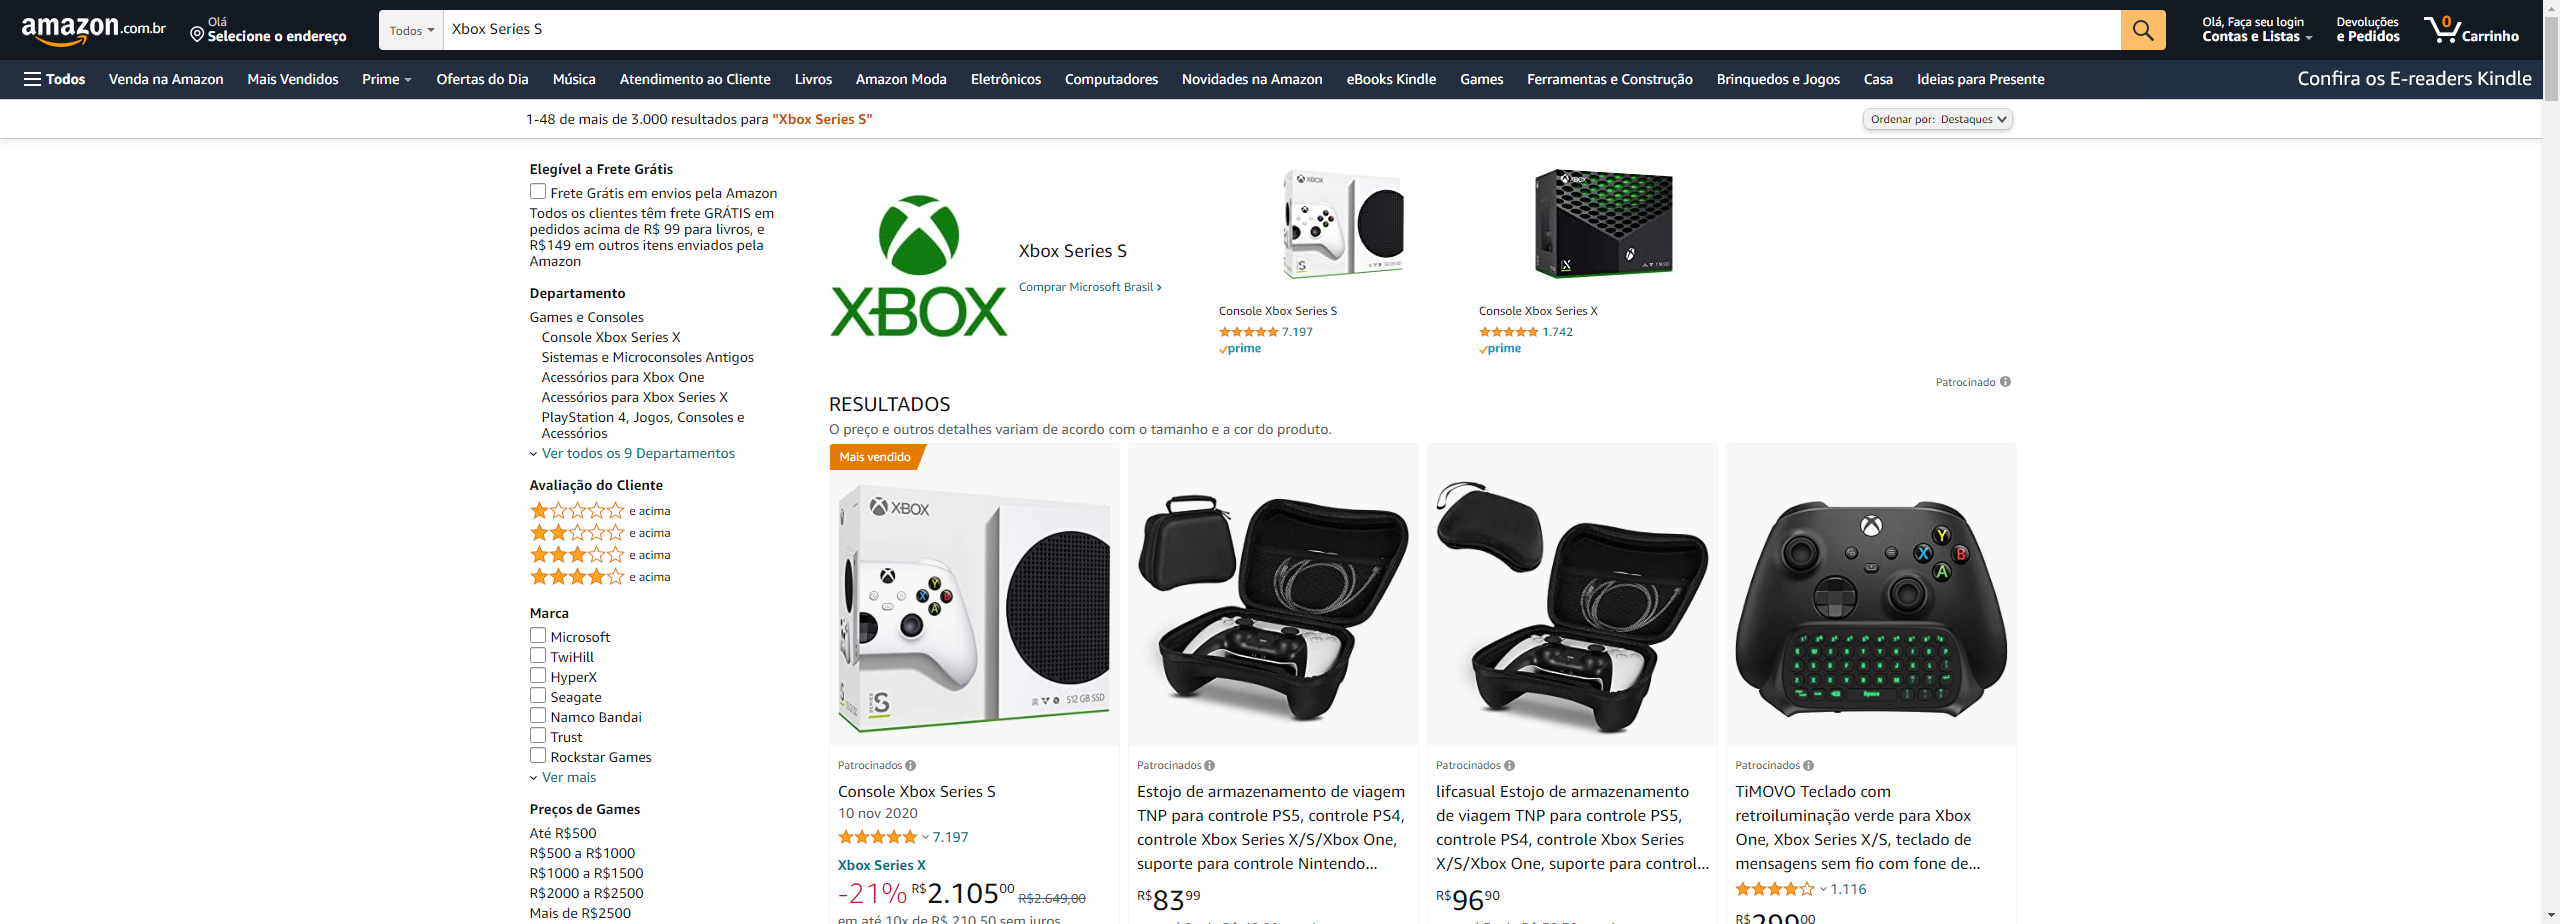 amazon.com.br
Olá
Selecione o endereço
Todos
Xbox Series S
Olá, Faça seu login
Contas e Listas
Devoluções
e Pedidos
0
Carrinho
Todos
Venda na Amazon
Mais Vendidos
Prime
Ofertas do Dia
Música
Atendimento ao Cliente
Livros
Amazon Moda
Eletrônicos
Computadores
Novidades na Amazon
eBooks Kindle
Games
Ferramentas e Construção
Brinquedos e Jogos
Casa
Ideias para Presente
Confira os E-readers Kindle
1-48 de mais de 3.000 resultados para "Xbox Series S"
Ordenar por: Destaques
Elegível a Frete Grátis
Frete Grátis em envios pela Amazon
Todos os clientes têm frete GRÁTIS em
pedidos acima de R$ 99 para livros, e
R$149 em outros itens enviados pela
Amazon
Departamento
Games e Consoles
Console Xbox Series X
Sistemas e Microconsoles Antigos
Acessórios para Xbox One
Acessórios para Xbox Series X
PlayStation 4, Jogos, Consoles e
Acessórios
Ver todos os 9 Departamentos
Avaliação do Cliente
e acima
e acima
e acima
e acima
Marca
Microsoft
TwiHill
HyperX
Seagate
Namco Bandai
Trust
Rockstar Games
Ver mais
Preços de Games
Até R$500
R$500 a R$1000
R$1000 a R$1500
R$2000 a R$2500
Mais de R$2500
XBOX
Xbox Series S
Comprar Microsoft Brasil ›
XBOX
S
Console Xbox Series S
7.197
prime
XBOX
X
Console Xbox Series X
1.742
prime
Patrocinado
RESULTADOS
O preço e outros detalhes variam de acordo com o tamanho e a cor do produto.
Mais vendido
XBOX
Y
X
B
A
SERIES S
512 GB SSD
Patrocinados
Console Xbox Series S
10 nov 2020
7.197
Xbox Series X
-21% R$2.10500 R$2.649,00
em até 10x de R$ 210,50 sem juros
Patrocinados
Estojo de armazenamento de viagem
TNP para controle PS5, controle PS4,
controle Xbox Series X/S/Xbox One,
suporte para controle Nintendo...
R$8399
Patrocinados
lifcasual Estojo de armazenamento
de viagem TNP para controle PS5,
controle PS4, controle Xbox Series
X/S/Xbox One, suporte para control...
R$9690
Y
X
B
A
Space
Patrocinados
TiMOVO Teclado com
retroiluminação verde para Xbox
One, Xbox Series X/S, teclado de
mensagens sem fio com fone de...
1.116
R$29900